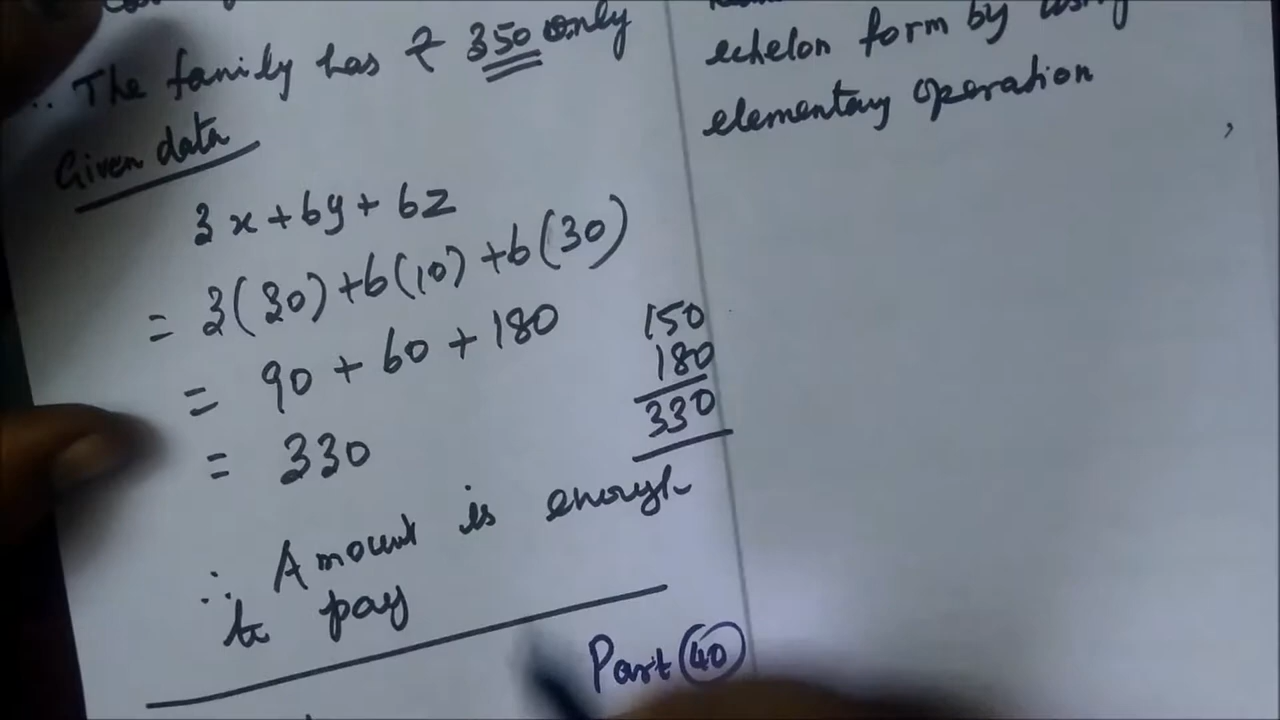 ∴ The family has ₹ 350 only
Given data
3x + 6y + 6z
= 3(30) + 6(10) + 6(30)
= 90 + 60 + 180
= 330
150
180
330
∴ Amount is enough
to pay
Part 40
echelon form by using
elementary operation